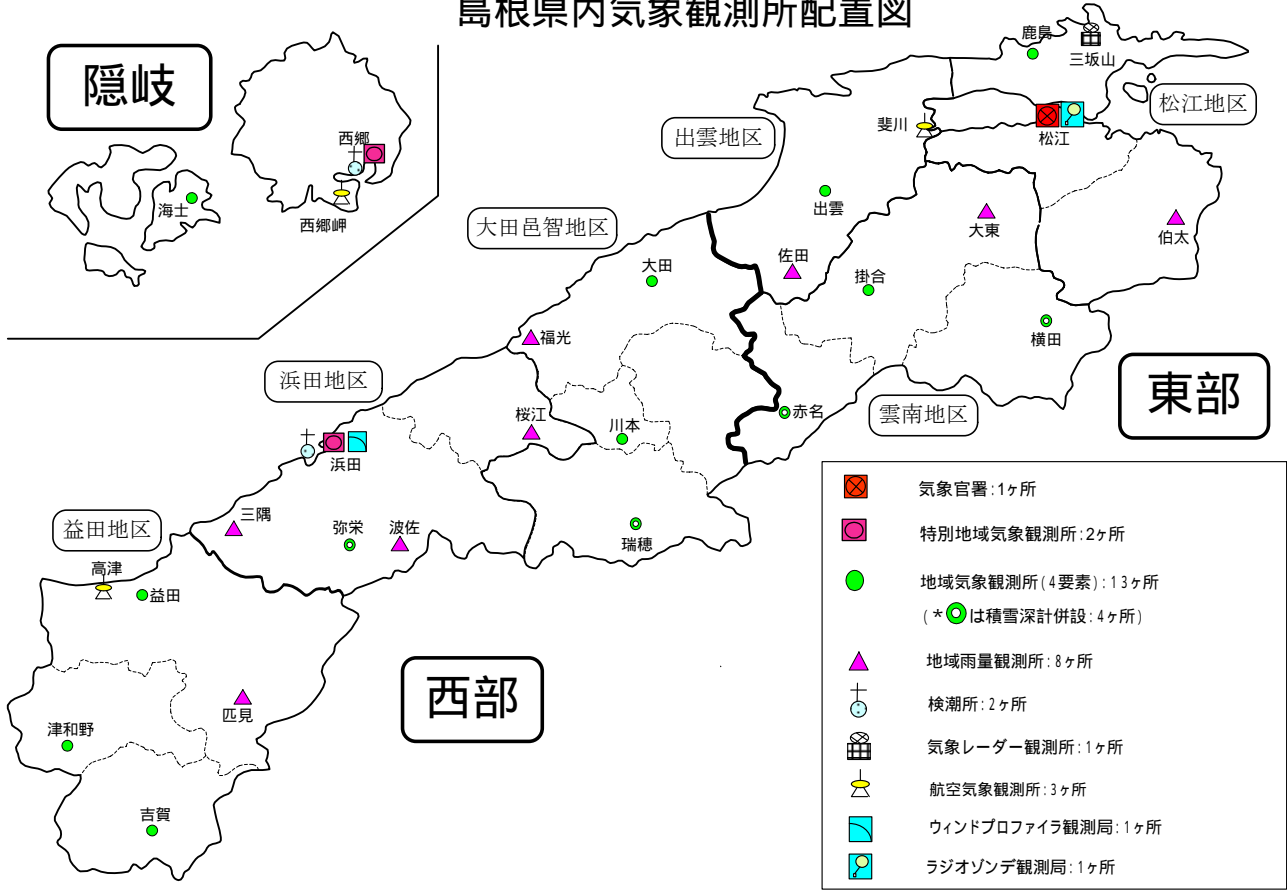 島根県内気象観測所配置図
隠岐
西郷
海士
西郷岬
鹿島
三坂山
松江地区
出雲地区
斐川
松江
出雲
大田邑智地区
大東
伯太
佐田
大田
掛合
福光
横田
浜田地区
東部
桜江
川本
赤名
雲南地区
浜田
益田地区
三隅
弥栄
波佐
瑞穂
高津
益田
西部
匹見
津和野
吉賀
気象官署:1ヶ所
特別地域気象観測所:2ヶ所
地域気象観測所(4要素):13ヶ所
(*は積雪深計併設:4ヶ所)
地域雨量観測所:8ヶ所
検潮所:2ヶ所
気象レーダー観測所:1ヶ所
航空気象観測所:3ヶ所
ウィンドプロファイラ観測局:1ヶ所
ラジオゾンデ観測局:1ヶ所